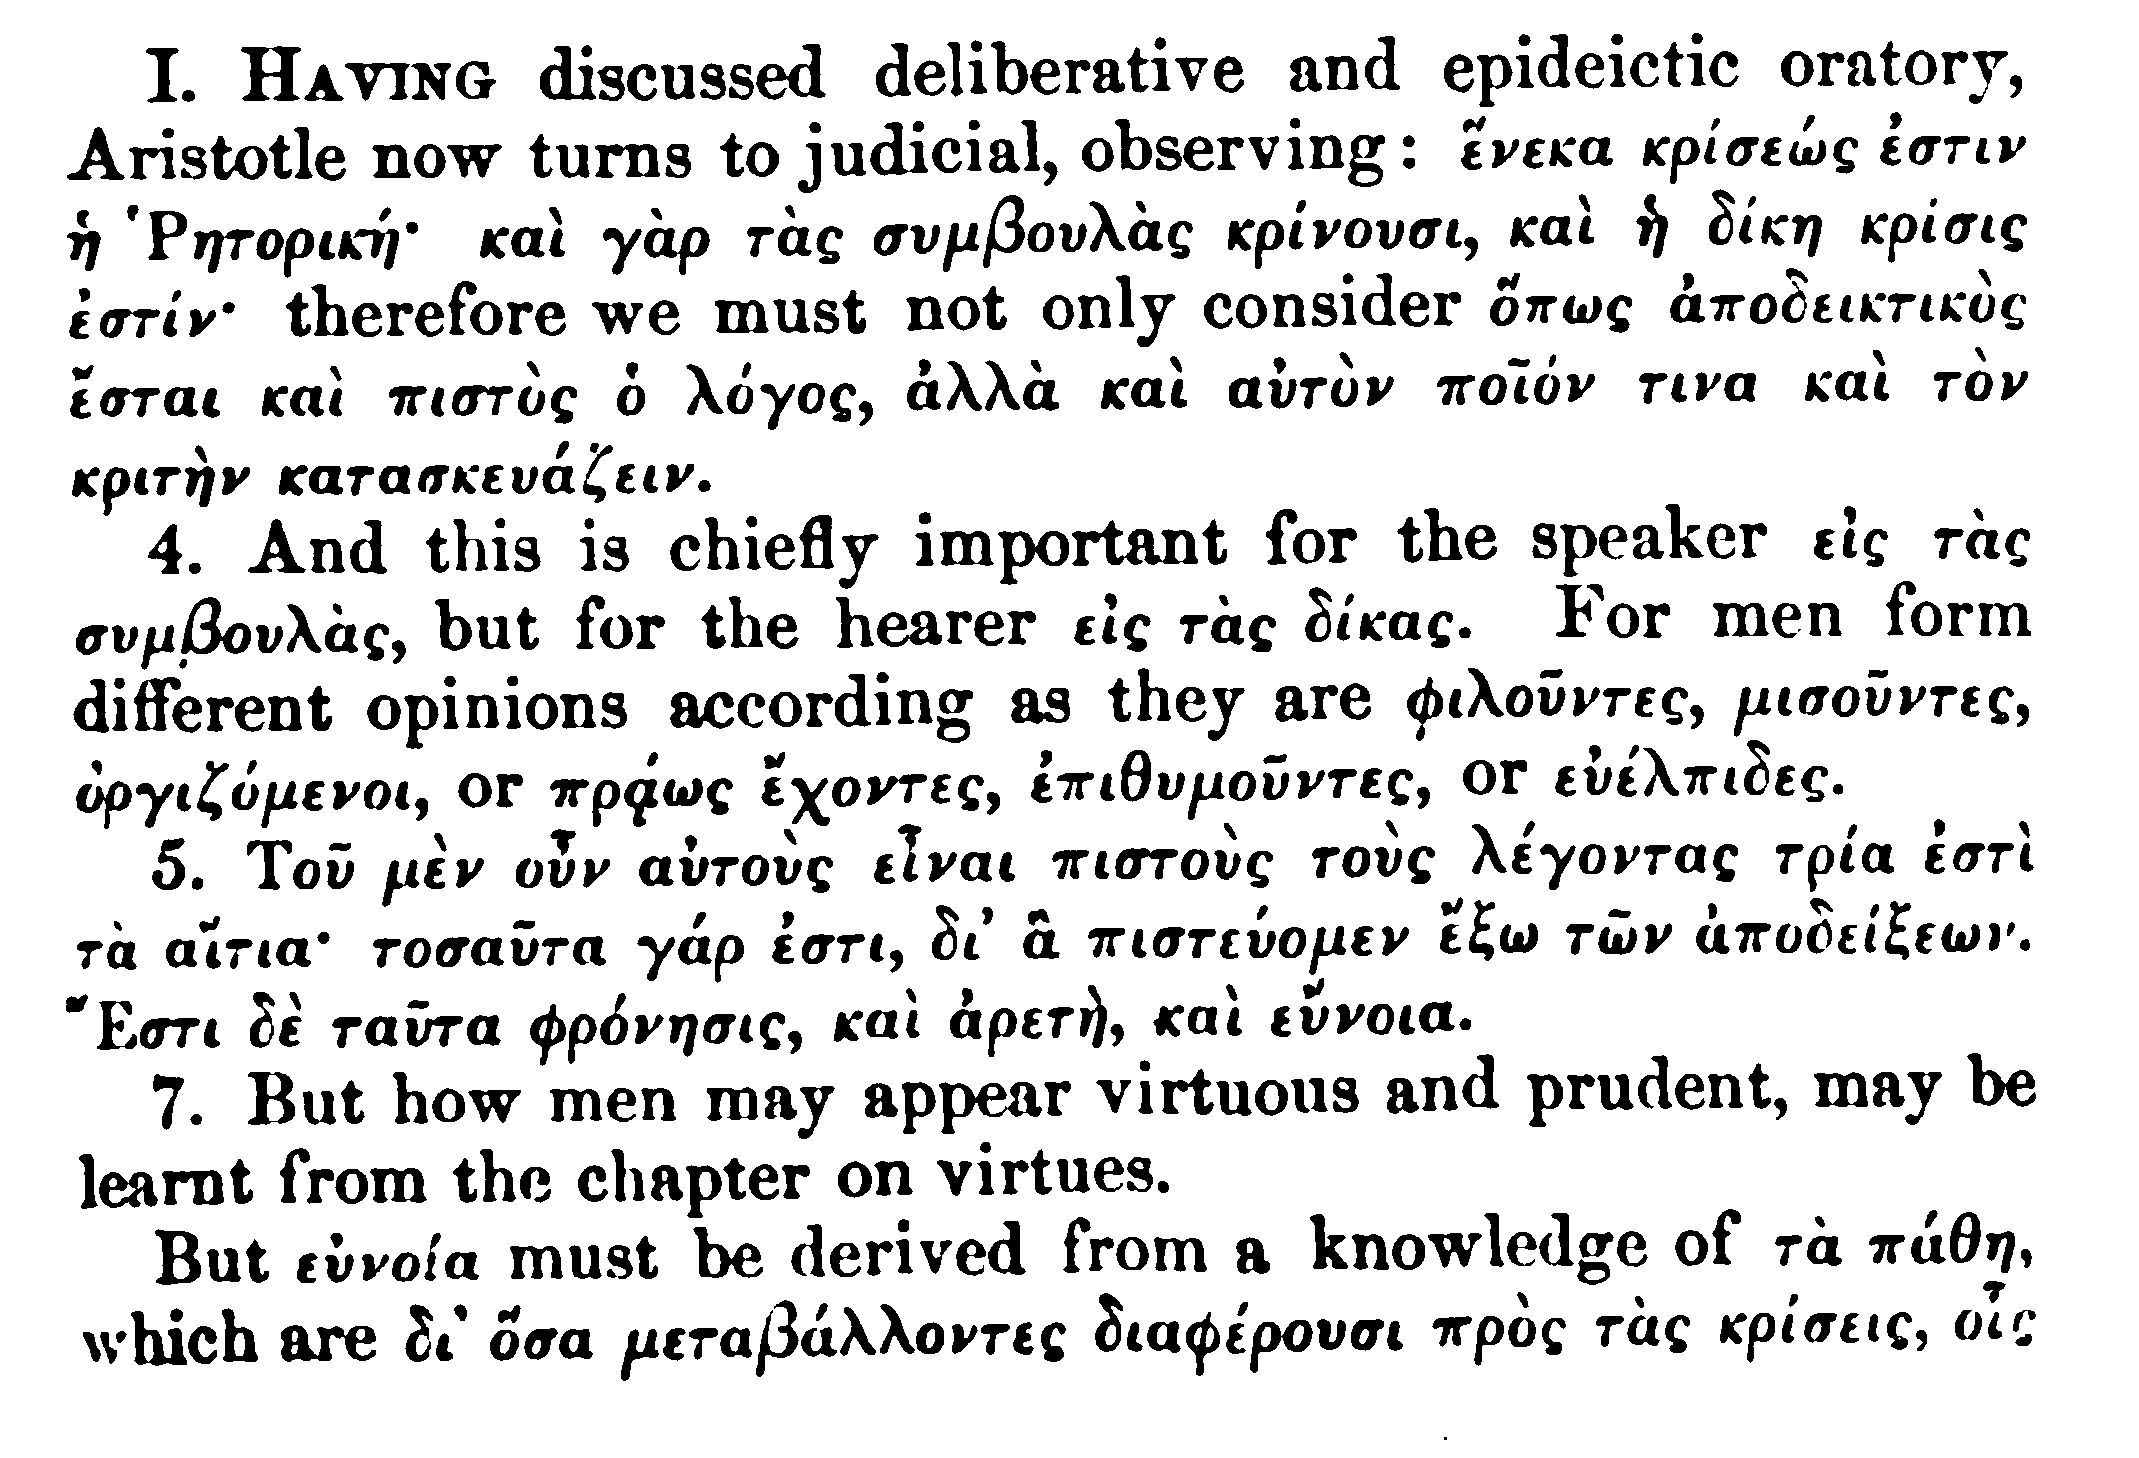 I. HAVING discussed deliberative and epideictic oratory,
Aristotle now turns to judicial, observing: ἕνεκα κρίσεώς ἐστιν
ἡ Ῥητορική· καὶ γὰρ τὰς συμβουλὰς κρίνουσι, καὶ ἡ δίκη κρίσις
ἐστίν· therefore we must not only consider ὅπως ἀποδεικτικὸς
ἔσται καὶ πιστὸς ὁ λόγος, ἀλλὰ καὶ αὐτὸν ποῖόν τινα καὶ τὸν
κριτὴν κατασκευάζειν.
4. And this is chiefly important for the speaker εἰς τὰς
συμβουλὰς, but for the hearer εἰς τὰς δίκας. For men form
different opinions according as they are φιλοῦντες, μισοῦντες,
ὀργιζόμενοι, or πρᾴως ἔχοντες, ἐπιθυμοῦντες, or εὐέλπιδες.
5. Τοῦ μὲν οὖν αὐτοὺς εἶναι πιστοὺς τοὺς λέγοντας τρία ἐστὶ
τὰ αἴτια· τοσαῦτα γάρ ἐστι, δι’ ἃ πιστεύομεν ἔξω τῶν ἀποδείξεων.
Ἔστι δὲ ταῦτα φρόνησις, καὶ ἀρετὴ, καὶ εὔνοια.
7. But how men may appear virtuous and prudent, may be
learnt from the chapter on virtues.
But εὐνοία must be derived from a knowledge of τὰ πάθη,
which are δι’ ὅσα μεταβάλλοντες διαφέρουσι πρὸς τὰς κρίσεις, οἷς